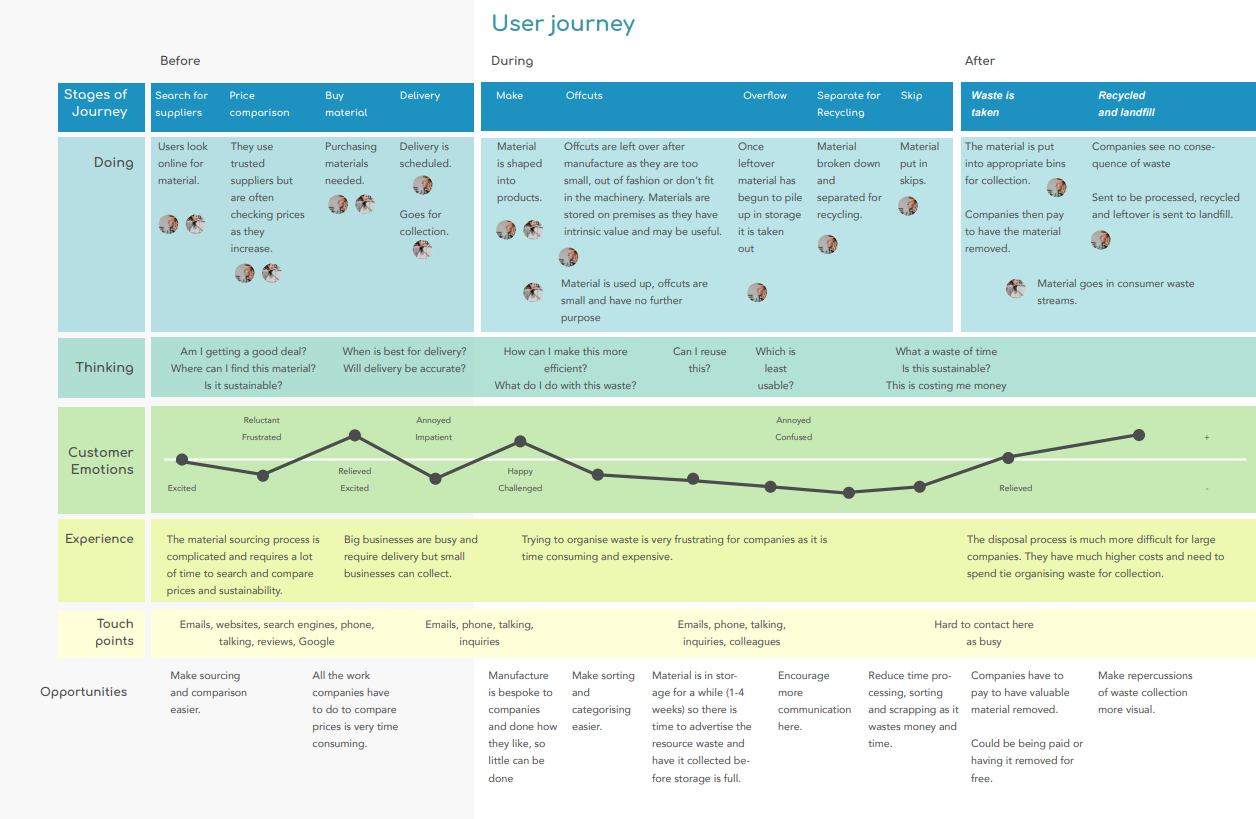 User journey
Before
During
After
Stages of
Journey
Search for
suppliers
Price
comparison
Buy
material
Delivery
Make
Offcuts
Overflow
Separate for
Recycling
Skip
Waste is
taken
Recycled
and landfill
Doing
Users look
online for
material.
They use
trusted
suppliers but
are often
checking prices
as they
increase.
Purchasing
materials
needed.
Delivery is
scheduled.
Goes for
collection.
Material
is shaped
into
products.
Offcuts are left over after
manufacture as they are too
small, out of fashion or don't fit
in the machinery. Materials are
stored on premises as they have
intrinsic value and may be useful.
Material is used up, offcuts are
small and have no further
purpose
Once
leftover
material has
begun to pile
up in storage
it is taken
out
Material
broken down
and
separated for
recycling.
Material
put in
skips.
The material is put
into appropriate bins
for collection.
Companies then pay
to have the material
removed.
Companies see no conse-
quence of waste
Sent to be processed, recycled
and leftover is sent to landfill.
Material goes in consumer waste
streams.
Thinking
Am I getting a good deal?
Where can I find this material?
Is it sustainable?
When is best for delivery?
Will delivery be accurate?
How can I make this more
efficient?
What do I do with this waste?
Can I reuse
this?
Which is
least
usable?
What a waste of time
Is this sustainable?
This is costing me money
Customer
Emotions
Excited
Reluctant
Frustrated
Relieved
Excited
Annoyed
Impatient
Happy
Challenged
Annoyed
Confused
Relieved
+
-
Experience
The material sourcing process is
complicated and requires a lot
of time to search and compare
prices and sustainability.
Big businesses are busy and
require delivery but small
businesses can collect.
Trying to organise waste is very frustrating for companies as it is
time consuming and expensive.
The disposal process is much more difficult for large
companies. They have much higher costs and need to
spend tie organising waste for collection.
Touch
points
Emails, websites, search engines, phone,
talking, reviews, Google
Emails, phone, talking,
inquiries
Emails, phone, talking,
inquiries, colleagues
Hard to contact here
as busy
Opportunities
Make sourcing
and comparison
easier.
All the work
companies have
to do to compare
prices is very time
consuming.
Manufacture
is bespoke to
companies
and done how
they like, so
little can be
done
Make sorting
and
categorising
easier.
Material is in stor-
age for a while (1-4
weeks) so there is
time to advertise the
resource waste and
have it collected be-
fore storage is full.
Encourage
more
communication
here.
Reduce time pro-
cessing, sorting
and scrapping as it
wastes money and
time.
Companies have to
pay to have valuable
material removed.
Could be being paid or
having it removed for
free.
Make repercussions
of waste collection
more visual.